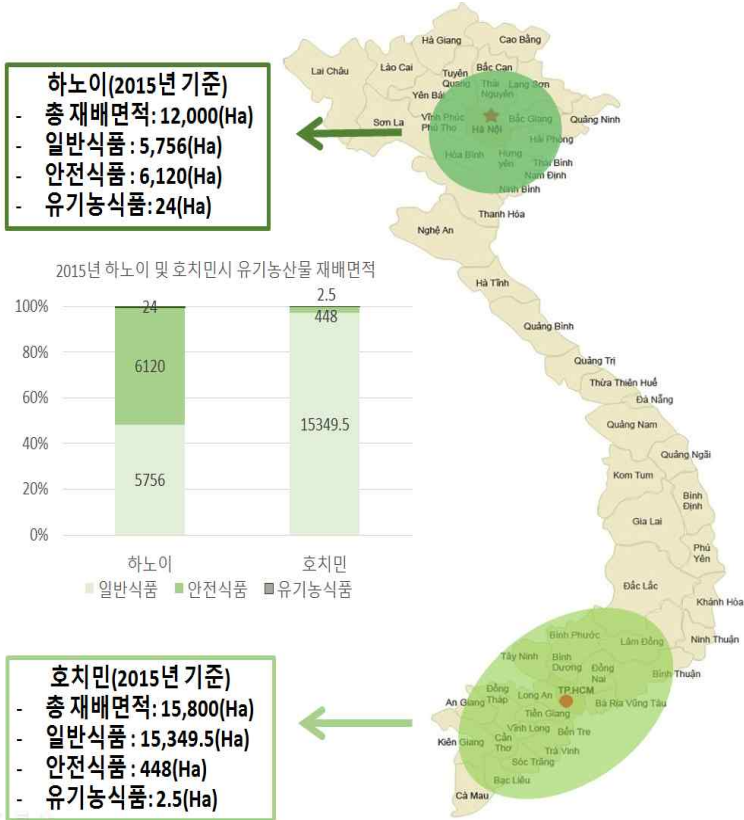 하노이(2015년 기준)
- 총 재배면적: 12,000(Ha)
- 일반식품 : 5,756(Ha)
- 안전식품 : 6,120(Ha)
- 유기농식품: 24(Ha)
2015년 하노이 및 호치민시 유기농산물 재배면적
100%
80%
60%
40%
20%
0%
24
6120
5756
2.5
448
15349.5
하노이
호치민
일반식품 안전식품 유기농식품
호치민(2015년 기준)
- 총 재배면적: 15,800(Ha)
- 일반식품 : 15,349.5(Ha)
- 안전식품 : 448(Ha)
- 유기농식품: 2.5(Ha)
Hà Giang
Cao Bằng
Lai Châu
Lào Cai
Tuyên Quang
Bắc Cạn
Thái Nguyên
Lạng Sơn
Yên Bái
Sơn La
Vĩnh Phúc
Phú Thọ
Hà Nội
Bắc Giang
Quảng Ninh
Hải Phòng
Hòa Bình
Hưng yên
Thái Bình
Nam Định
Ninh Bình
Thanh Hóa
Nghệ An
Hà Tĩnh
Quảng Bình
Quảng Trị
Thừa Thiên Huế
Đà Nẵng
Quảng Nam
Quảng Ngãi
Kom Tum
Bình Định
Gia Lai
Phú Yên
Đắc Lắc
Khánh Hòa
Bình Phước
Lâm Đồng
Ninh Thuận
Tây Ninh
Bình Dương
Đồng Nai
Bình Thuận
TP.HCM
Đồng Tháp
Long An
Bà Rịa Vũng Tàu
An Giang
Tiền Giang
Vĩnh Long
Bến Tre
Kiên Giang
Cần Thơ
Trà Vinh
Sóc Trăng
Bạc Liêu
Cà Mau